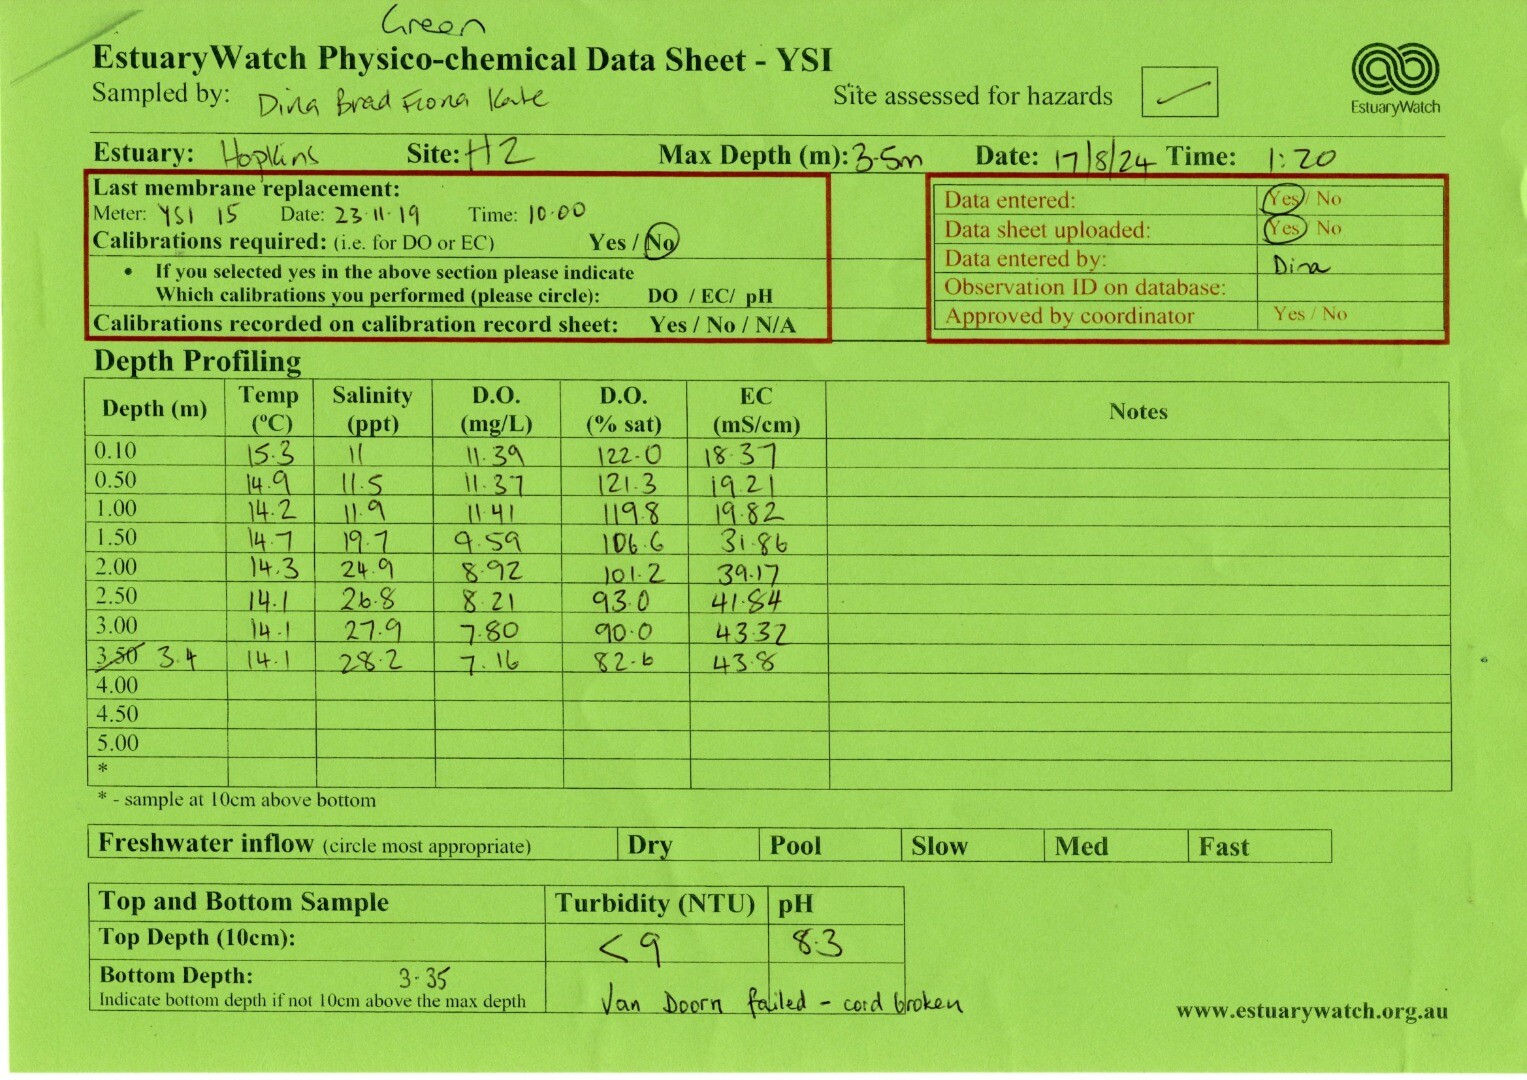 Green
EstuaryWatch Physico-chemical Data Sheet - YSI
Sampled by: Dina Brad Fiona Kate
Site assessed for hazards ✓
EstuaryWatch
Estuary: Hopkins Site: H2 Max Depth (m): 3.5m Date: 17/8/24 Time: 1:20
Last membrane replacement:
Meter: YSI 15 Date: 23.11.19 Time: 10.00
Calibrations required: (i.e. for DO or EC) Yes / No
• If you selected yes in the above section please indicate
Which calibrations you performed (please circle): DO / EC/ pH
Calibrations recorded on calibration record sheet: Yes / No / N/A
Data entered: Yes / No
Data sheet uploaded: Yes / No
Data entered by: Dina
Observation ID on database:
Approved by coordinator Yes / No
Depth Profiling
Depth (m) Temp (ºC) Salinity (ppt) D.O. (mg/L) D.O. (% sat) EC (mS/cm) Notes
0.10 15.3 11 11.39 122.0 18.37
0.50 14.9 11.5 11.37 121.3 19.21
1.00 14.2 11.9 11.41 119.8 19.82
1.50 14.7 19.7 9.59 106.6 31.86
2.00 14.3 24.9 8.92 101.2 39.17
2.50 14.1 26.8 8.21 93.0 41.84
3.00 14.1 27.9 7.80 90.0 43.32
3.50 3.4 14.1 28.2 7.16 82.6 43.8
4.00
4.50
5.00
*
* - sample at 10cm above bottom
Freshwater inflow (circle most appropriate) Dry Pool Slow Med Fast
Top and Bottom Sample Turbidity (NTU) pH
Top Depth (10cm): <9 8.3
Bottom Depth: 3.35
Indicate bottom depth if not 10cm above the max depth Van Doorn failed - cord broken
www.estuarywatch.org.au